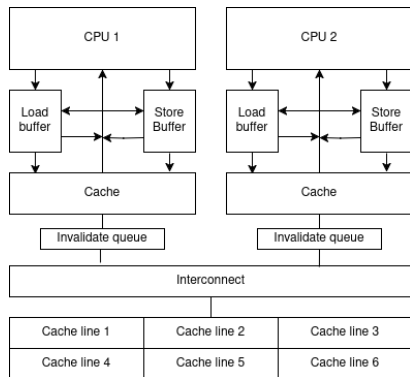 CPU 1
CPU 2
Load buffer
Store Buffer
Load buffer
Store Buffer
Cache
Cache
Invalidate queue
Invalidate queue
Interconnect
Cache line 1
Cache line 2
Cache line 3
Cache line 4
Cache line 5
Cache line 6